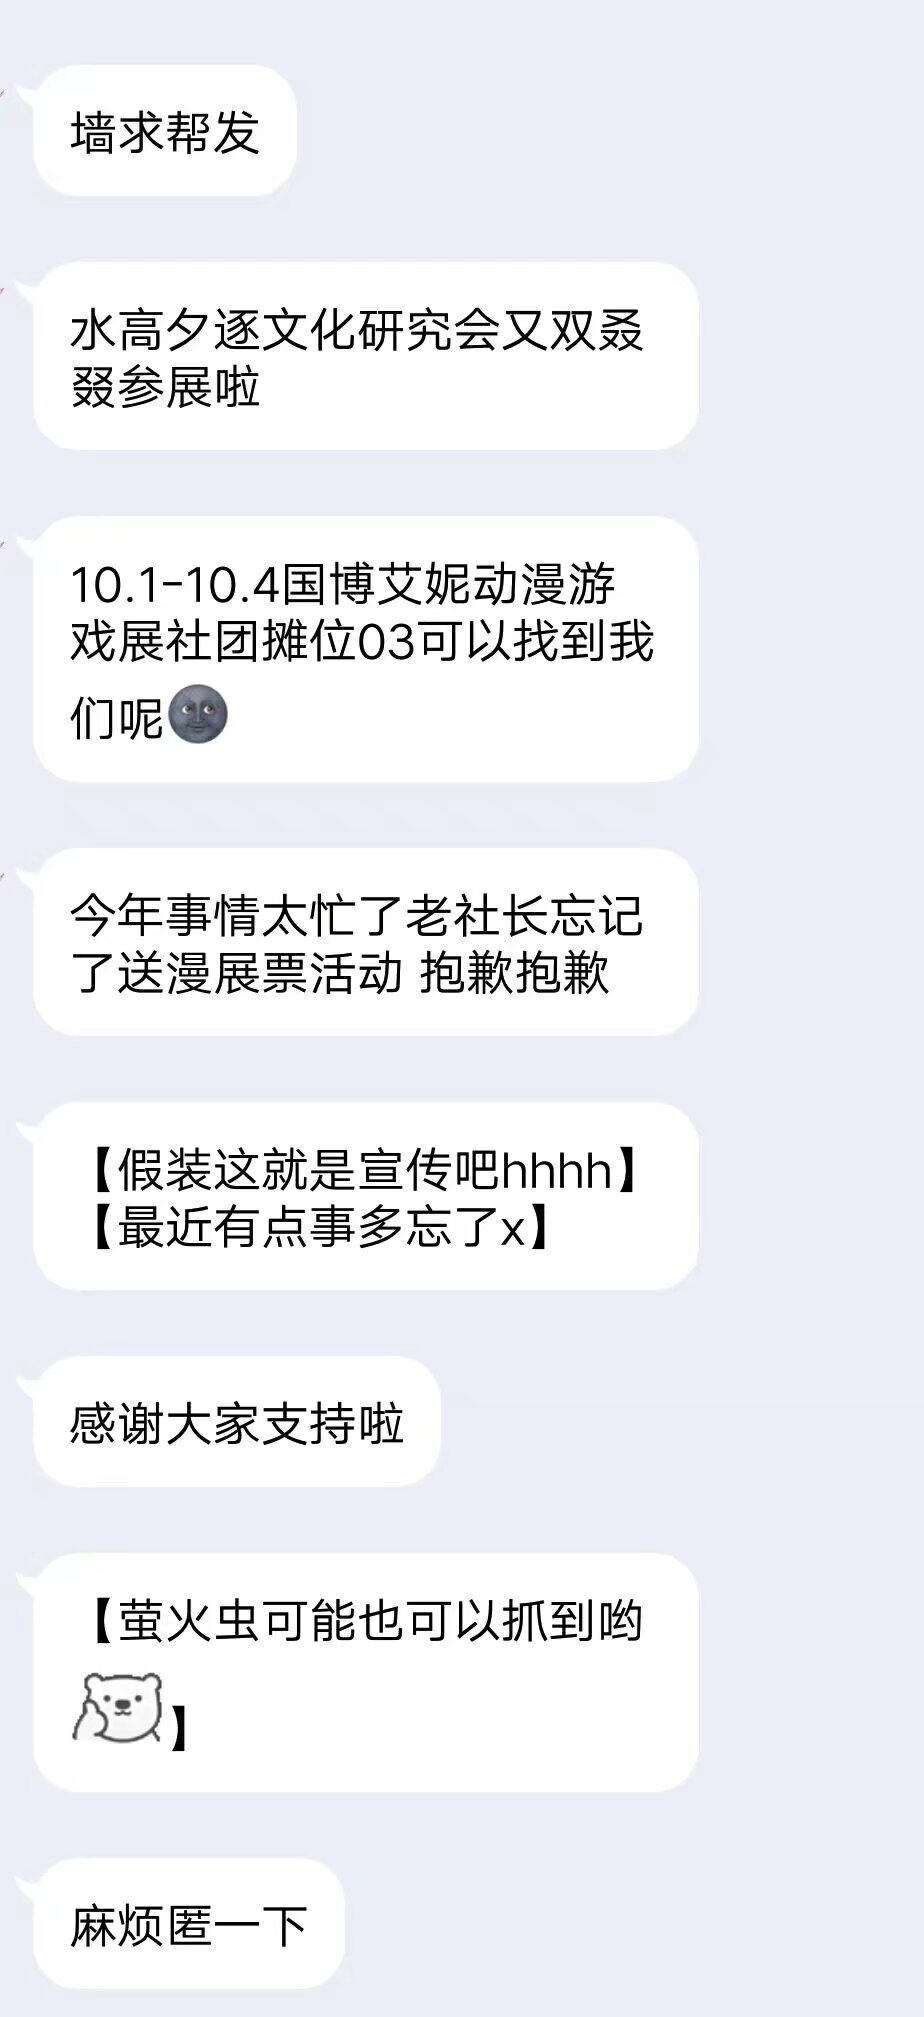 墙求帮发
水高夕逐文化研究会又双叒
叕参展啦
10.1-10.4国博艾妮动漫游
戏展社团摊位03可以找到我
们呢🌚
今年事情太忙了老社长忘记
了送漫展票活动 抱歉抱歉
【假装这就是宣传吧hhhh】
【最近有点事多忘了x】
感谢大家支持啦
【萤火虫可能也可以抓到哟
】
麻烦匿一下